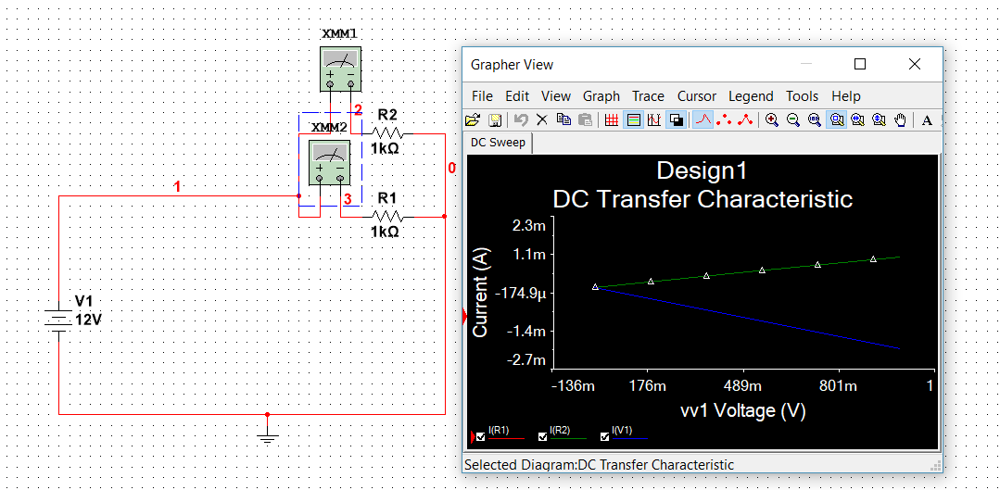 XMM1
+ −
2
R2
XMM2
1kΩ
+ −
0
1
3
R1
1kΩ
V1
12V
Grapher View
File Edit View Graph Trace Cursor Legend Tools Help
A
DC Sweep
Design1
DC Transfer Characteristic
2.3m
1.1m
-174.9µ
-1.4m
-2.7m
Current (A)
-136m 176m 489m 801m 1
vv1 Voltage (V)
I(R1) I(R2) I(V1)
Selected Diagram:DC Transfer Characteristic